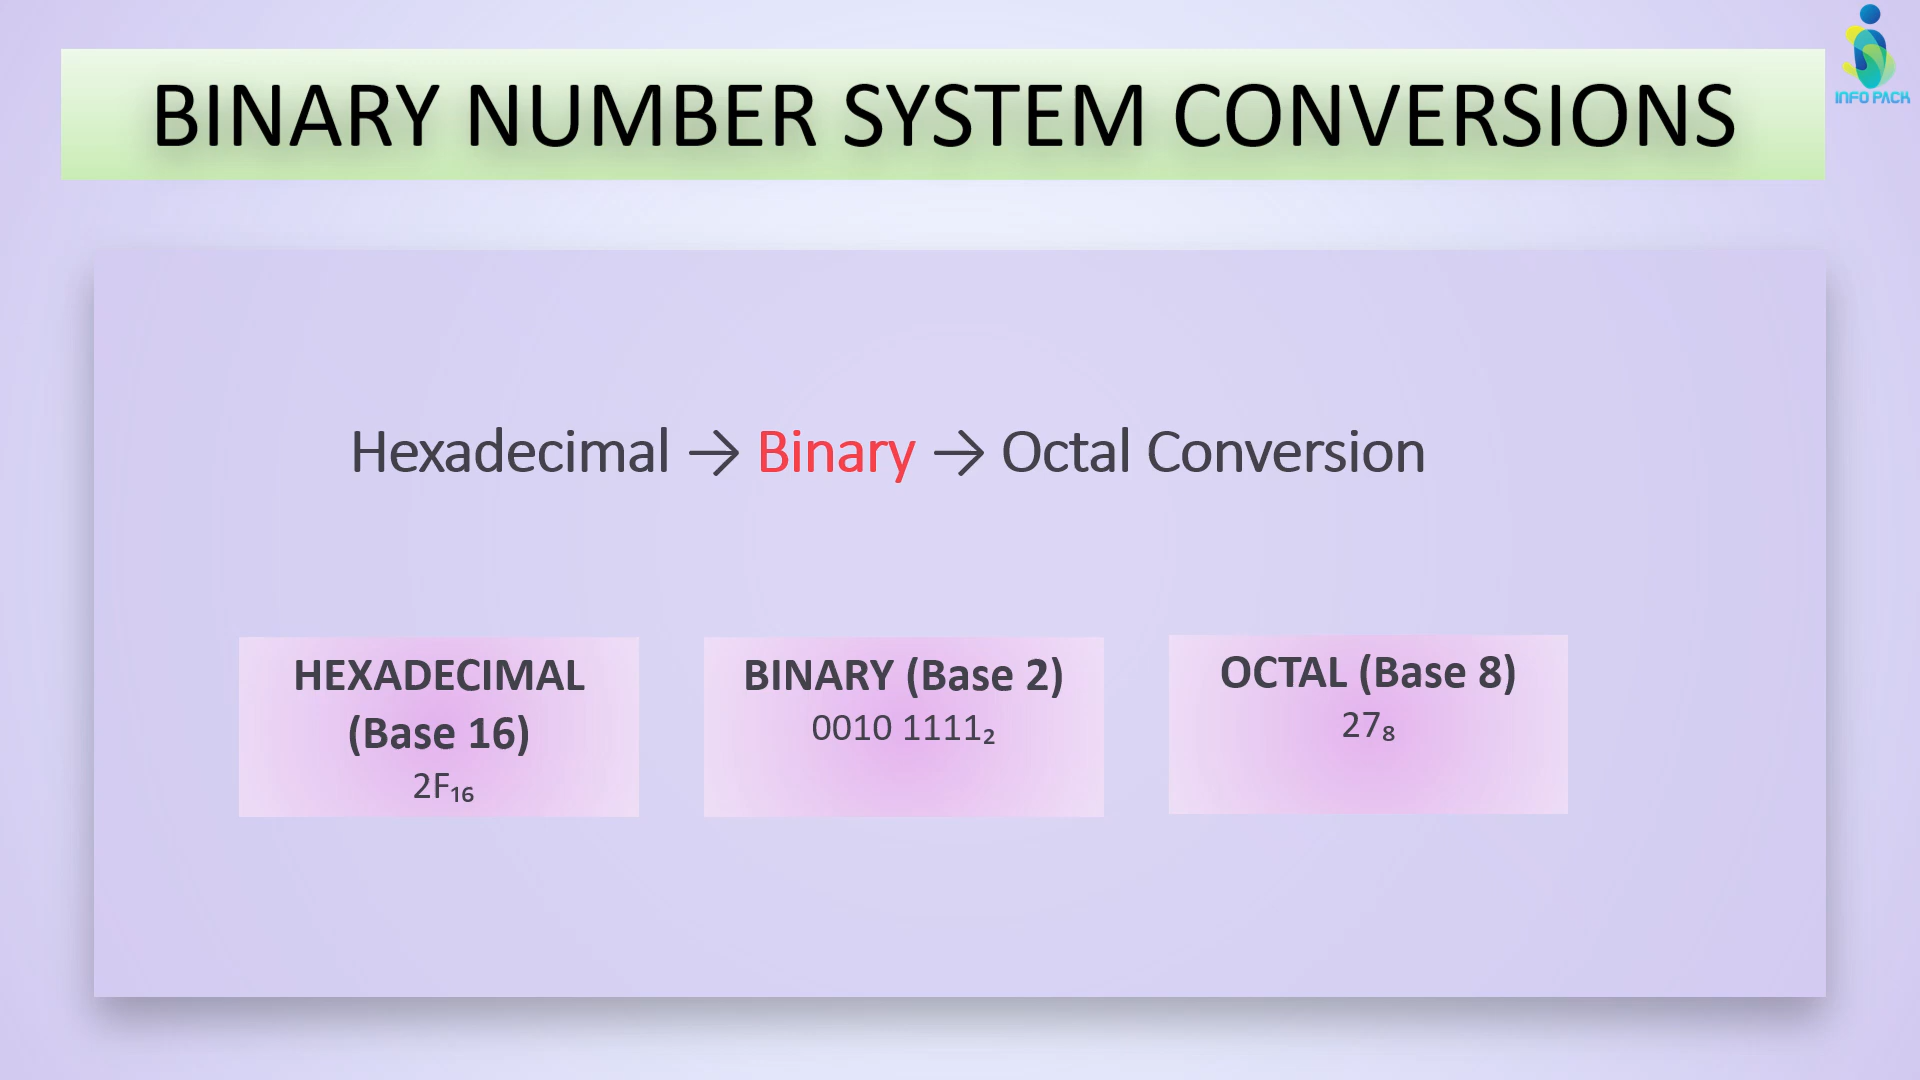 BINARY NUMBER SYSTEM CONVERSIONS
INFO PACK
Hexadecimal → Binary → Octal Conversion
HEXADECIMAL
(Base 16)
2F₁₆
BINARY (Base 2)
0010 1111₂
OCTAL (Base 8)
27₈